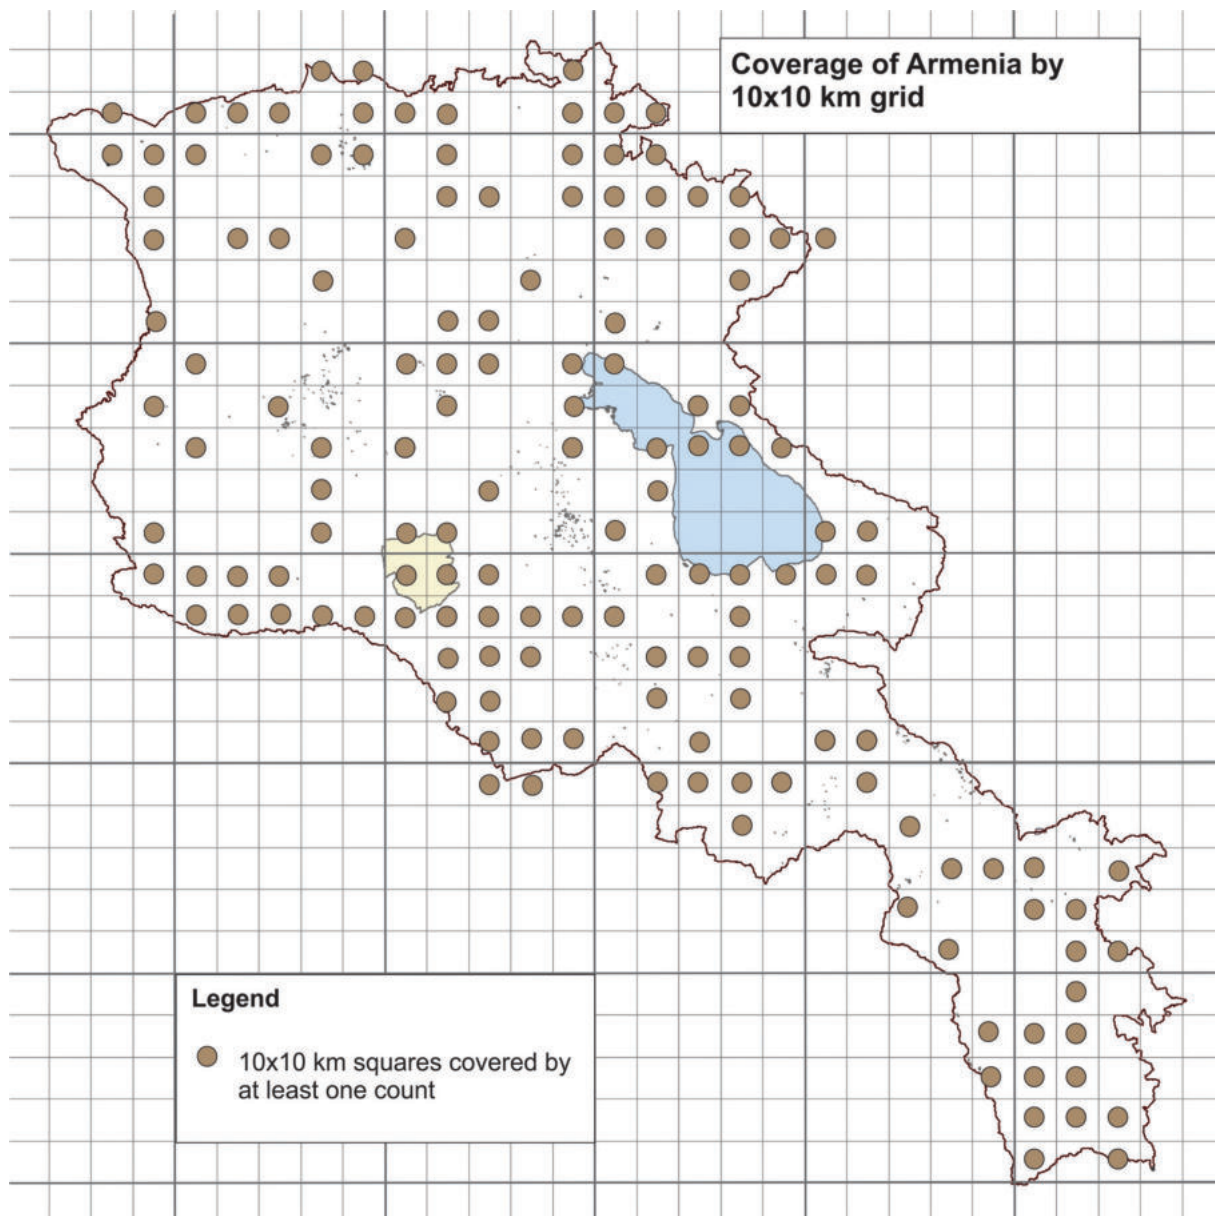 Coverage of Armenia by
10x10 km grid
Legend
10x10 km squares covered by
at least one count